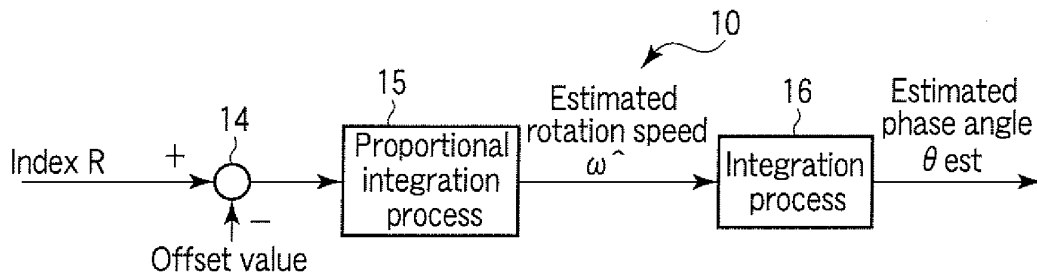 10
15
14
16
Index R
+
−
Offset value
Proportional
integration
process
Estimated
rotation speed
ω^
Integration
process
Estimated
phase angle
θ est